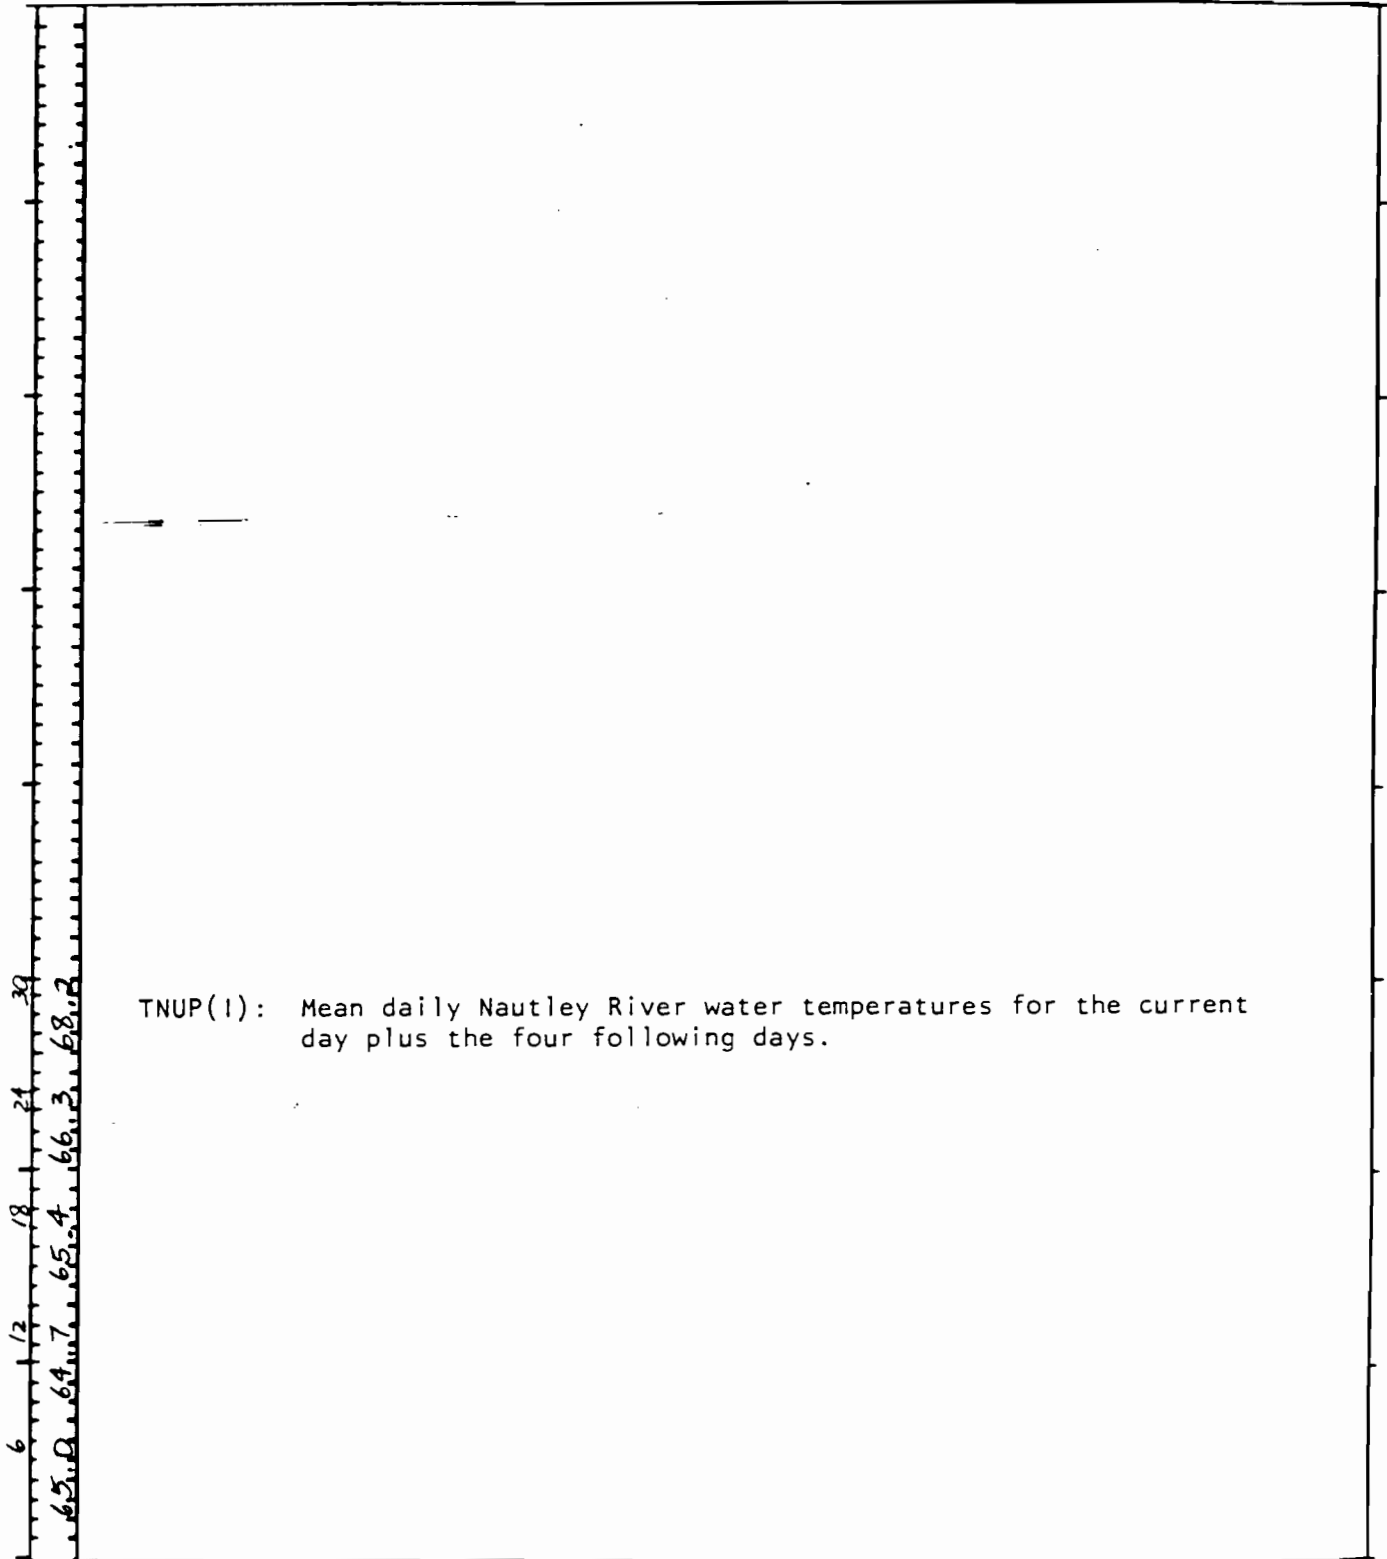 6 12 18 24 30
65.0 64.7 65.4 66.3 68.2
TNUP(I): Mean daily Nautley River water temperatures for the current
day plus the four following days.